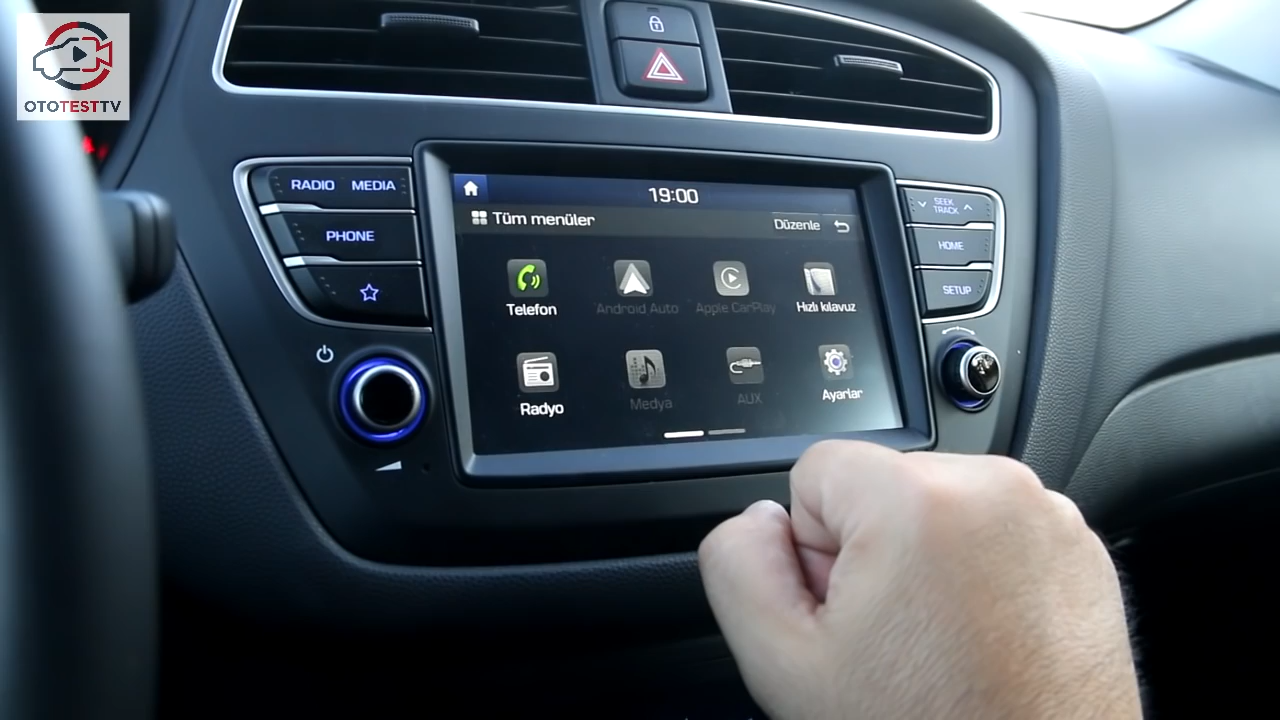 OTOTESTTV
RADIO MEDIA
PHONE
19:00
Tüm menüler
Düzenle
Telefon
Android Auto
Apple CarPlay
Hızlı kılavuz
Radyo
Medya
AUX
Ayarlar
SEEK
TRACK
HOME
SETUP